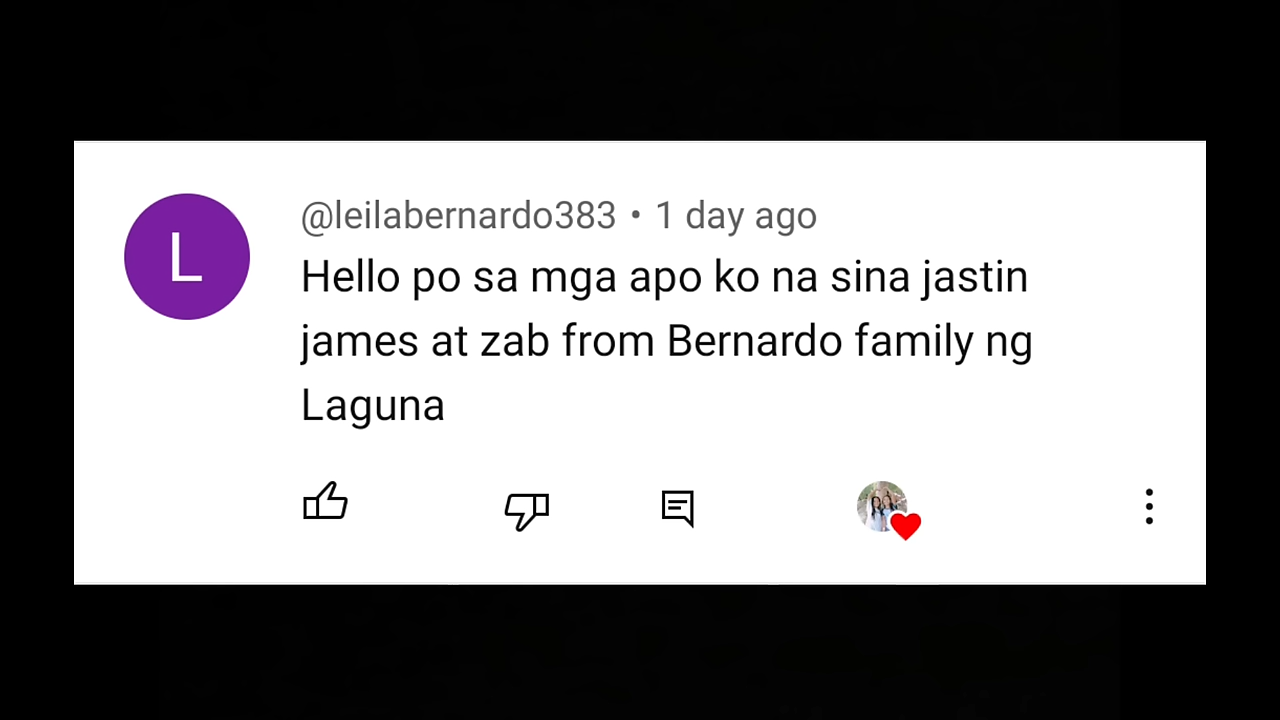 L
@leilabernardo383 • 1 day ago
Hello po sa mga apo ko na sina jastin
james at zab from Bernardo family ng
Laguna